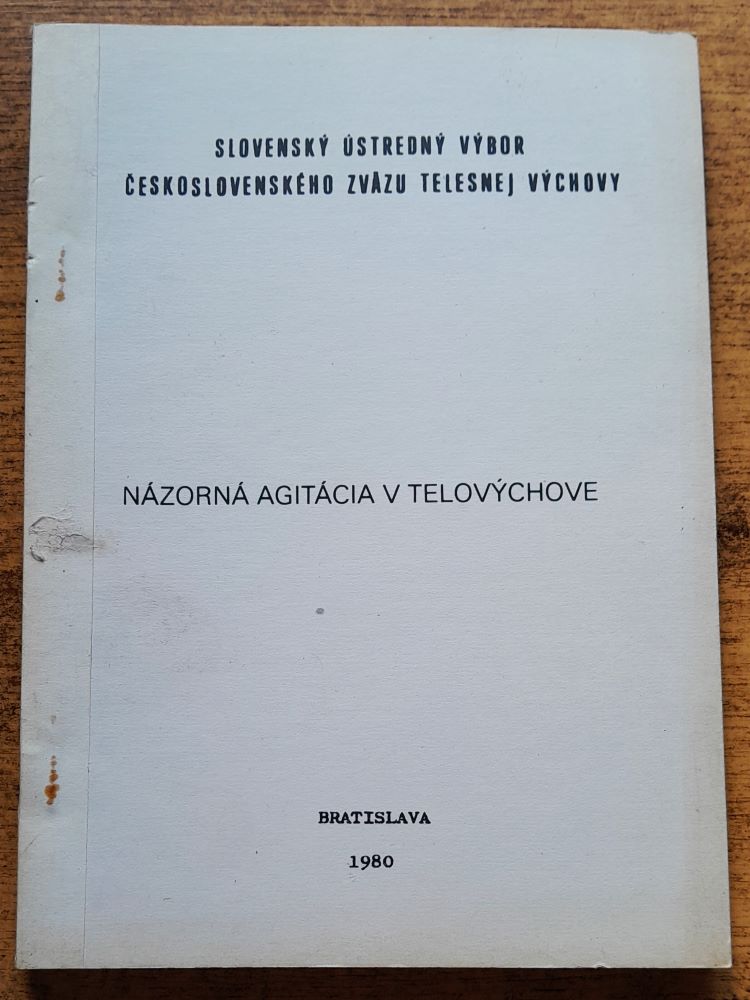 SLOVENSKÝ ÚSTREDNÝ VÝBOR
ČESKOSLOVENSKÉHO ZVÄZU TELESNEJ VÝCHOVY
NÁZORNÁ AGITÁCIA V TELOVÝCHOVE
BRATISLAVA
1980